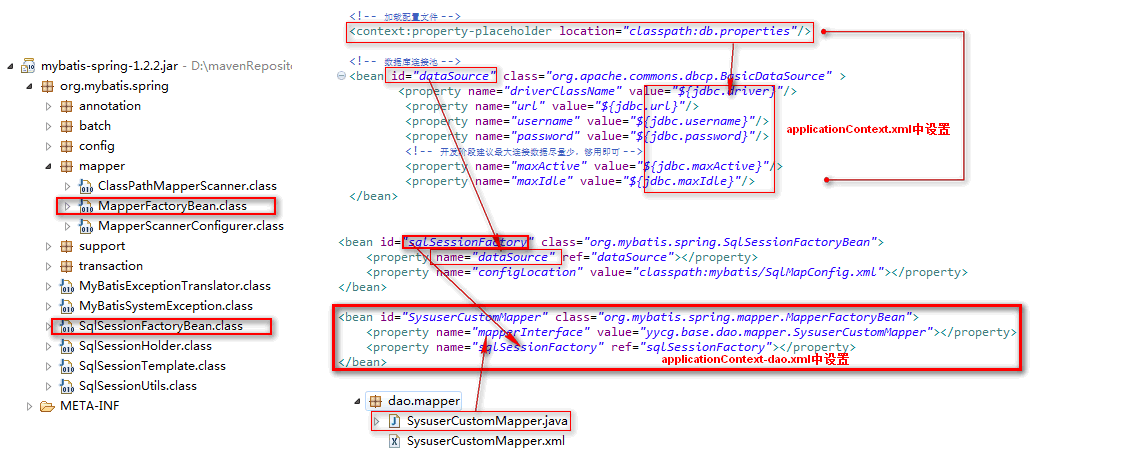 mybatis-spring-1.2.2.jar - D:\mavenReposito
org.mybatis.spring
annotation
batch
config
mapper
ClassPathMapperScanner.class
MapperFactoryBean.class
MapperScannerConfigurer.class
support
transaction
MyBatisExceptionTranslator.class
MyBatisSystemException.class
SqlSessionFactoryBean.class
SqlSessionHolder.class
SqlSessionTemplate.class
SqlSessionUtils.class
META-INF
<!-- 加载配置文件 -->
<context:property-placeholder location="classpath:db.properties"/>
<!-- 数据库连接池 -->
<bean id="dataSource" class="org.apache.commons.dbcp.BasicDataSource" >
<property name="driverClassName" value="${jdbc.driver}"/>
<property name="url" value="${jdbc.url}"/>
<property name="username" value="${jdbc.username}"/>
<property name="password" value="${jdbc.password}"/>
<!-- 开发阶段建议最大连接数据尽量少，够用即可 -->
<property name="maxActive" value="${jdbc.maxActive}"/>
<property name="maxIdle" value="${jdbc.maxIdle}"/>
</bean>
applicationContext.xml中设置
<bean id="sqlSessionFactory" class="org.mybatis.spring.SqlSessionFactoryBean">
<property name="dataSource" ref="dataSource"></property>
<property name="configLocation" value="classpath:mybatis/SqlMapConfig.xml"></property>
</bean>
<bean id="SysuserCustomMapper" class="org.mybatis.spring.mapper.MapperFactoryBean">
<property name="mapperInterface" value="yycg.base.dao.mapper.SysuserCustomMapper"></property>
<property name="sqlSessionFactory" ref="sqlSessionFactory"></property>
</bean>
applicationContext-dao.xml中设置
dao.mapper
SysuserCustomMapper.java
SysuserCustomMapper.xml